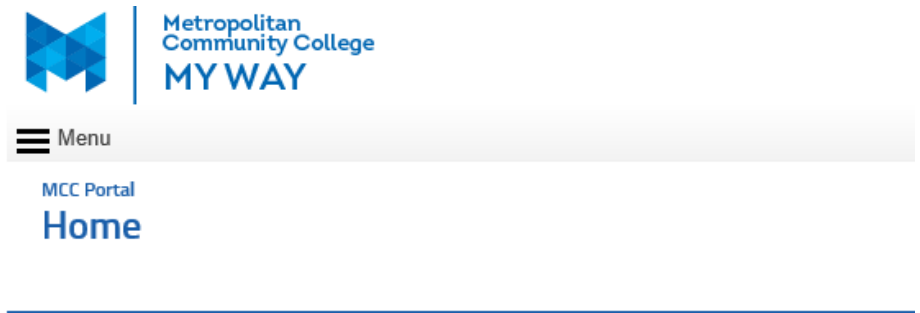 Metropolitan
Community College
MY WAY
Menu
MCC Portal
Home